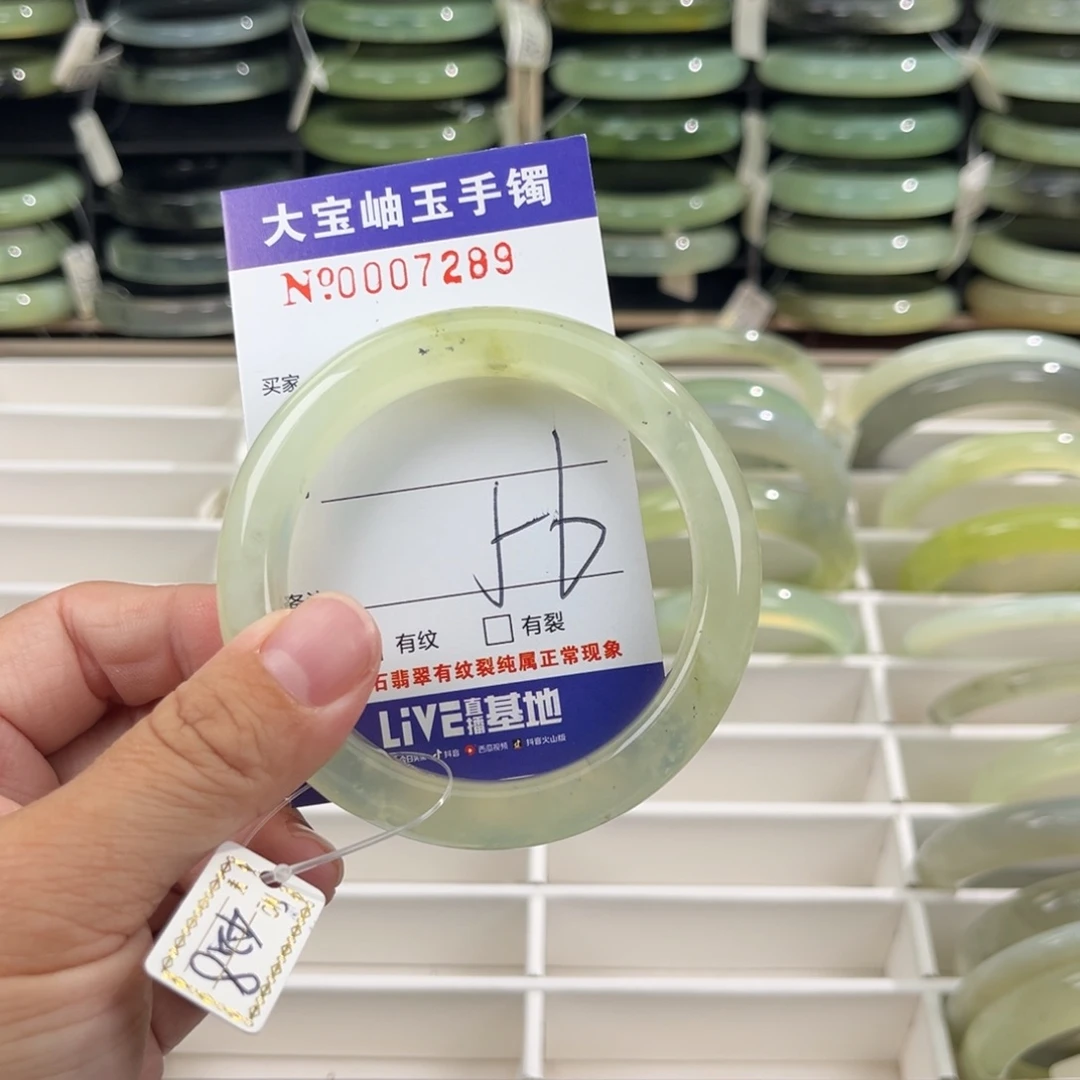 大宝岫玉手镯
№0007289
买家
56
有纹 □ 有裂
石翡翠有纹裂纯属正常现象
LiVE直播基地
抖音 西瓜视频 抖音火山版